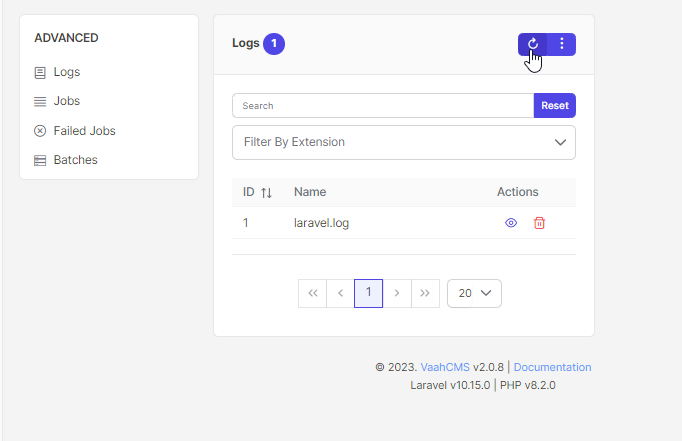 ADVANCED
Logs
Jobs
Failed Jobs
Batches
Logs 1
Search Reset
Filter By Extension
ID Name Actions
1 laravel.log
1 20
© 2023. VaahCMS v2.0.8 | Documentation
Laravel v10.15.0 | PHP v8.2.0